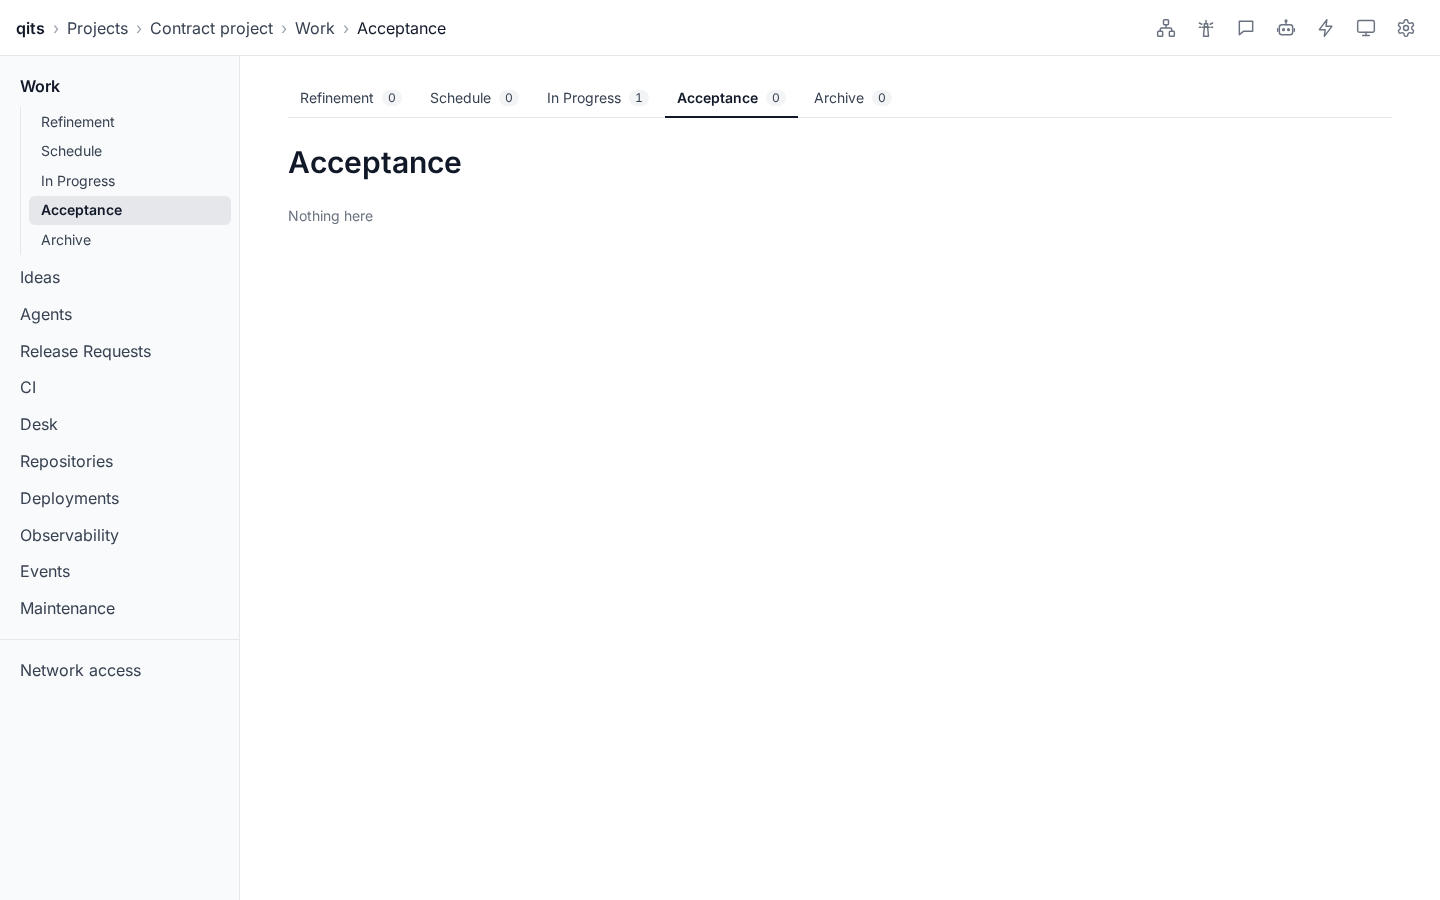 qits › Projects › Contract project › Work › Acceptance
Work
Refinement
Schedule
In Progress
Acceptance
Archive
Ideas
Agents
Release Requests
CI
Desk
Repositories
Deployments
Observability
Events
Maintenance
Network access
Refinement 0 Schedule 0 In Progress 1 Acceptance 0 Archive 0
Acceptance
Nothing here